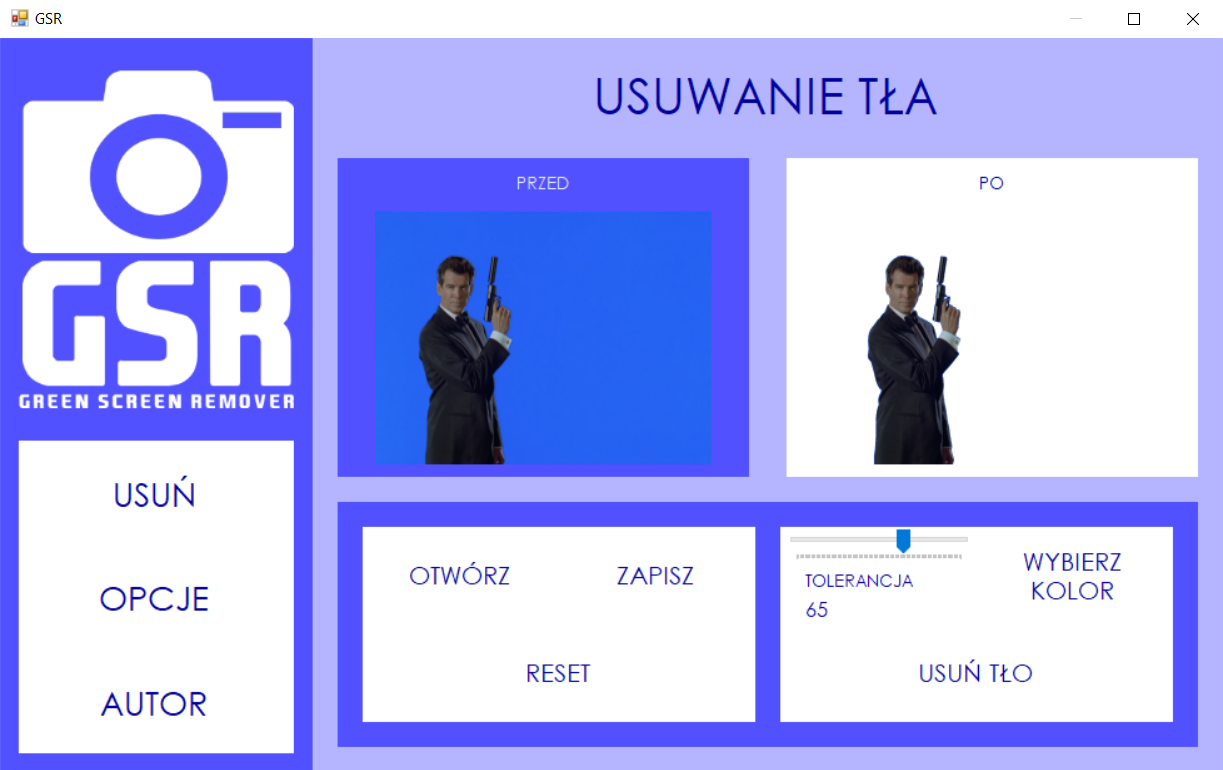 GSR
GSR
GREEN SCREEN REMOVER
USUŃ
OPCJE
AUTOR
USUWANIE TŁA
PRZED
PO
OTWÓRZ
ZAPISZ
RESET
TOLERANCJA
65
WYBIERZ
KOLOR
USUŃ TŁO